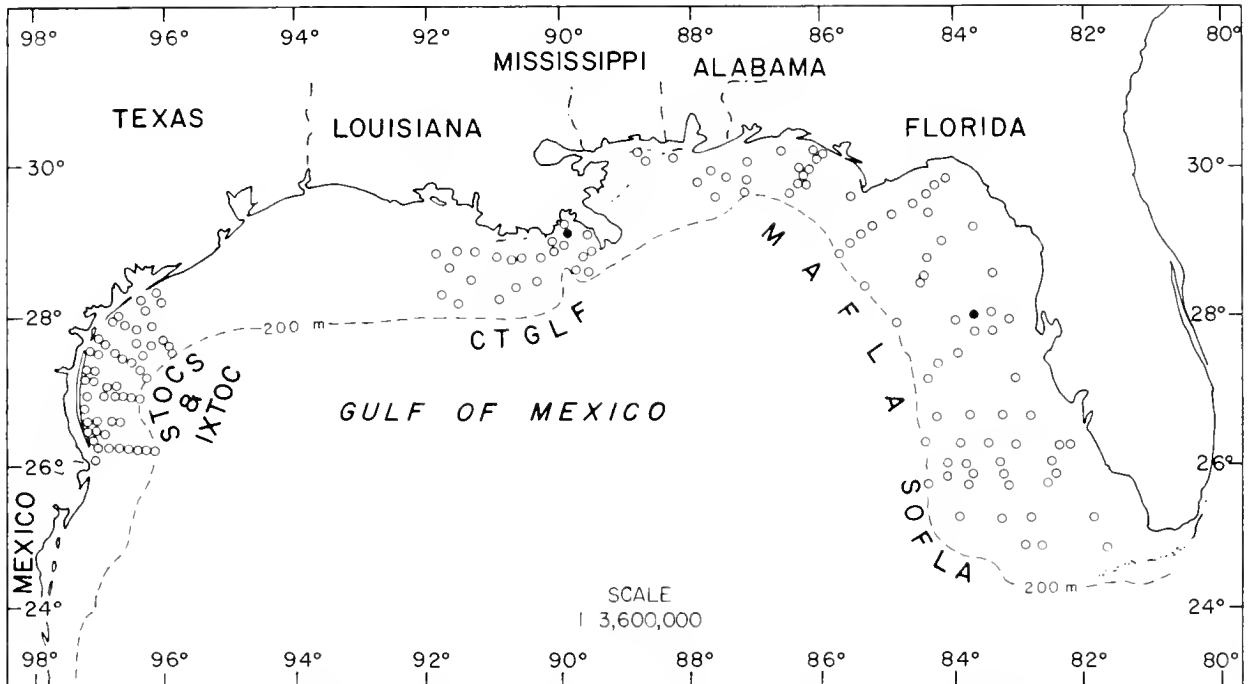 98° 96° 94° 92° 90° 88° 86° 84° 82° 80°
MISSISSIPPI
ALABAMA
TEXAS
LOUISIANA
FLORIDA
30° 30°
MAFLA
28° 200 m 28°
CTGLF
STOCS
&
IXTOC
GULF OF MEXICO
26° 26°
SOFLA
MEXICO
SCALE
1 3,600,000
24° 200 m 24°
98° 96° 94° 92° 90° 88° 86° 84° 82° 80°